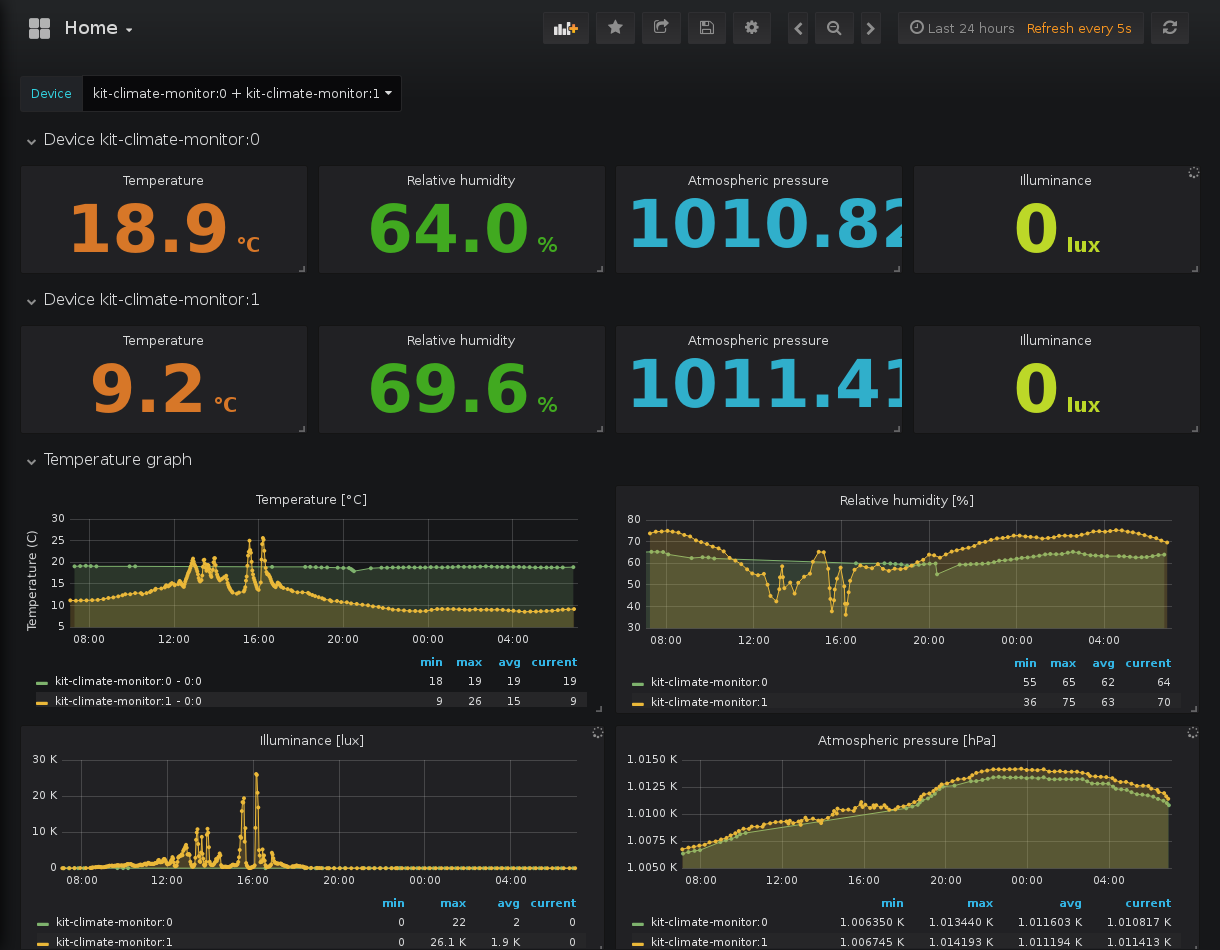 Home
Last 24 hours Refresh every 5s
Device kit-climate-monitor:0 + kit-climate-monitor:1
Device kit-climate-monitor:0
Temperature Relative humidity Atmospheric pressure Illuminance
18.9 °C 64.0 % 1010.82 0 lux
Device kit-climate-monitor:1
Temperature Relative humidity Atmospheric pressure Illuminance
9.2 °C 69.6 % 1011.41 0 lux
Temperature graph
Temperature [°C]
Temperature (C)
30
25
20
15
10
5
08:00 12:00 16:00 20:00 00:00 04:00
min max avg current
kit-climate-monitor:0 - 0:0 18 19 19 19
kit-climate-monitor:1 - 0:0 9 26 15 9
Relative humidity [%]
80
70
60
50
40
30
08:00 12:00 16:00 20:00 00:00 04:00
min max avg current
kit-climate-monitor:0 55 65 62 64
kit-climate-monitor:1 36 75 63 70
Illuminance [lux]
30 K
20 K
10 K
0
08:00 12:00 16:00 20:00 00:00 04:00
min max avg current
kit-climate-monitor:0 0 22 2 0
kit-climate-monitor:1 0 26.1 K 1.9 K 0
Atmospheric pressure [hPa]
1.0150 K
1.0125 K
1.0100 K
1.0075 K
1.0050 K
08:00 12:00 16:00 20:00 00:00 04:00
min max avg current
kit-climate-monitor:0 1.006350 K 1.013440 K 1.011603 K 1.010817 K
kit-climate-monitor:1 1.006745 K 1.014193 K 1.011194 K 1.011413 K